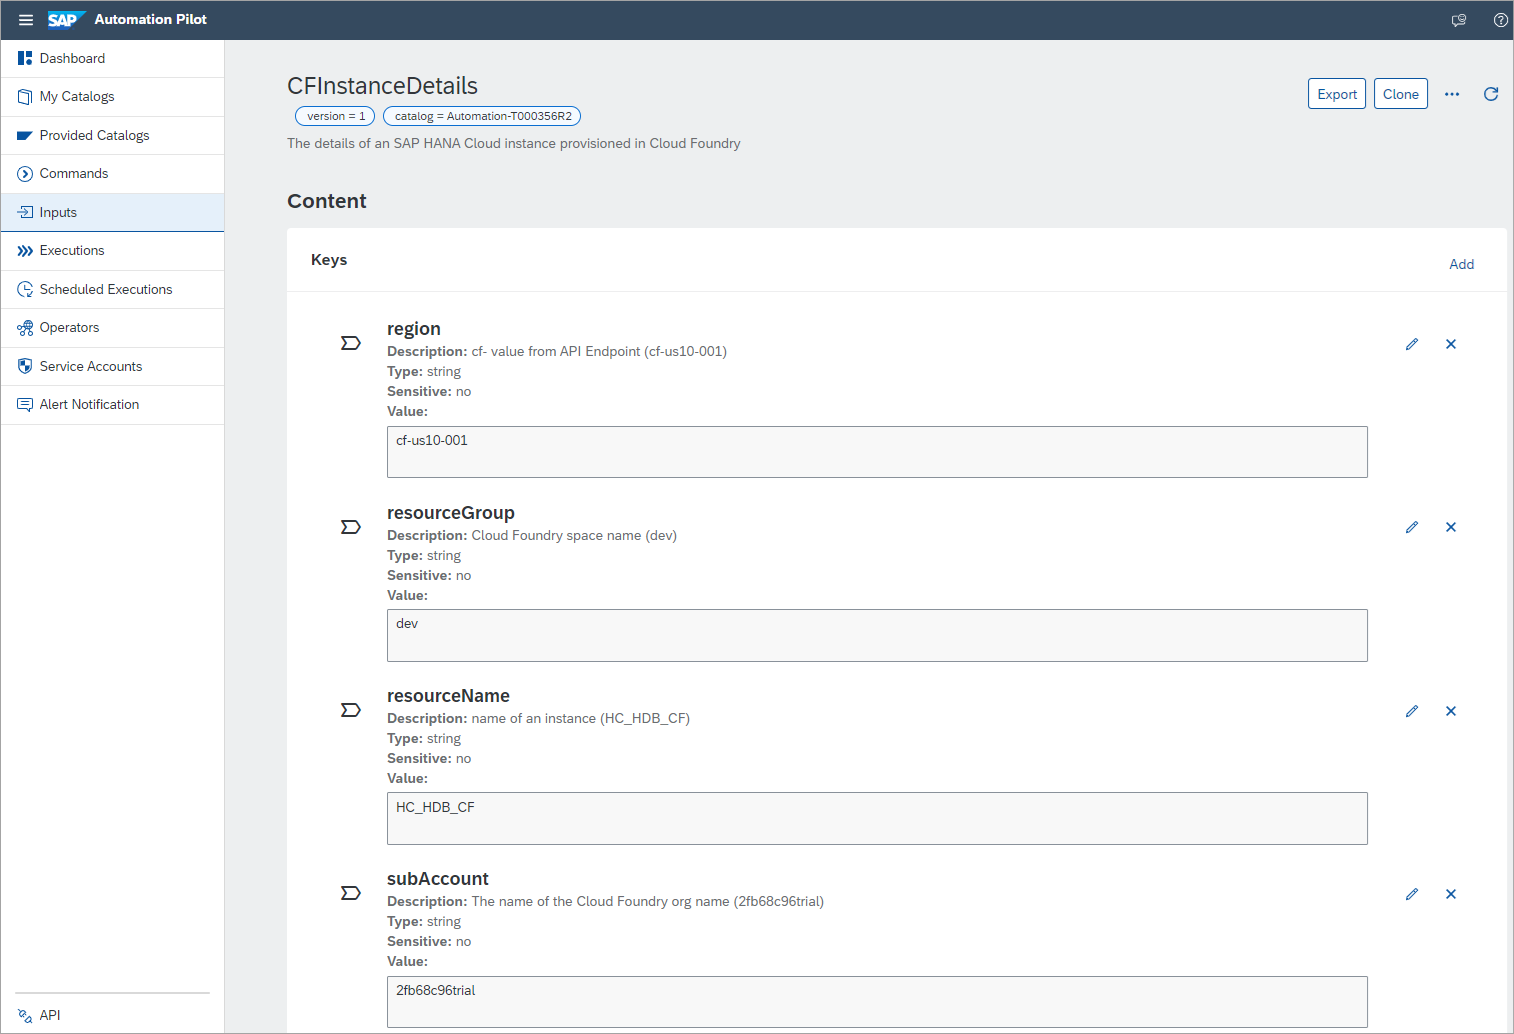 SAP Automation Pilot
Dashboard
My Catalogs
Provided Catalogs
Commands
Inputs
Executions
Scheduled Executions
Operators
Service Accounts
Alert Notification
API
CFInstanceDetails
Export
Clone
version = 1
catalog = Automation-T000356R2
The details of an SAP HANA Cloud instance provisioned in Cloud Foundry
Content
Keys
Add
region
Description: cf- value from API Endpoint (cf-us10-001)
Type: string
Sensitive: no
Value:
cf-us10-001
resourceGroup
Description: Cloud Foundry space name (dev)
Type: string
Sensitive: no
Value:
dev
resourceName
Description: name of an instance (HC_HDB_CF)
Type: string
Sensitive: no
Value:
HC_HDB_CF
subAccount
Description: The name of the Cloud Foundry org name (2fb68c96trial)
Type: string
Sensitive: no
Value:
2fb68c96trial